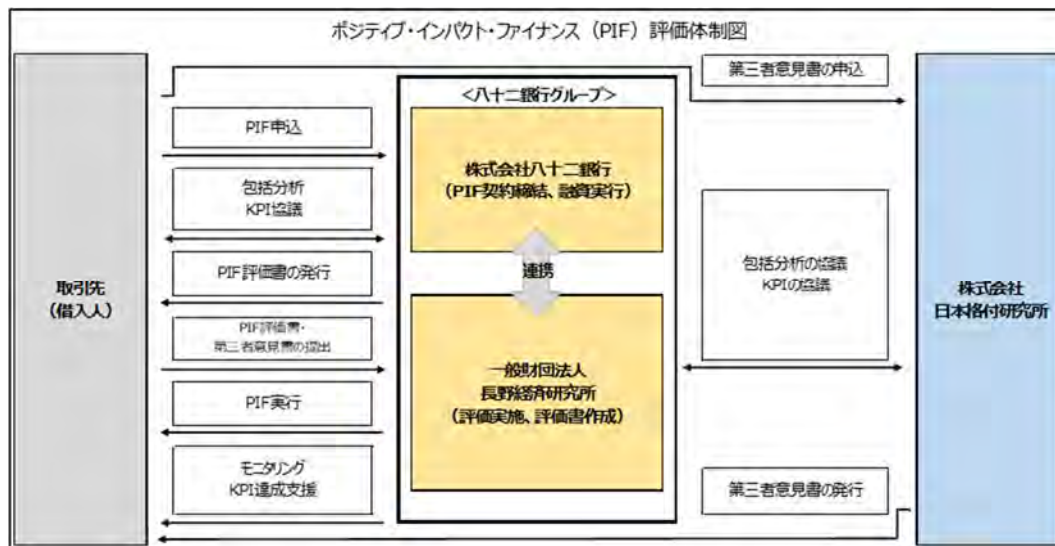 ポジティブ・インパクト・ファイナンス（PIF）評価体制図
取引先
（借入人）
PIF申込
包括分析
KPI協議
PIF評価書の発行
PIF評価書・
第三者意見書の提出
PIF実行
モニタリング
KPI達成支援
＜八十二銀行グループ＞
株式会社八十二銀行
（PIF契約締結、融資実行）
連携
一般財団法人
長野経済研究所
（評価実施、評価書作成）
第三者意見書の申込
包括分析の協議
KPIの協議
第三者意見書の発行
株式会社
日本格付研究所